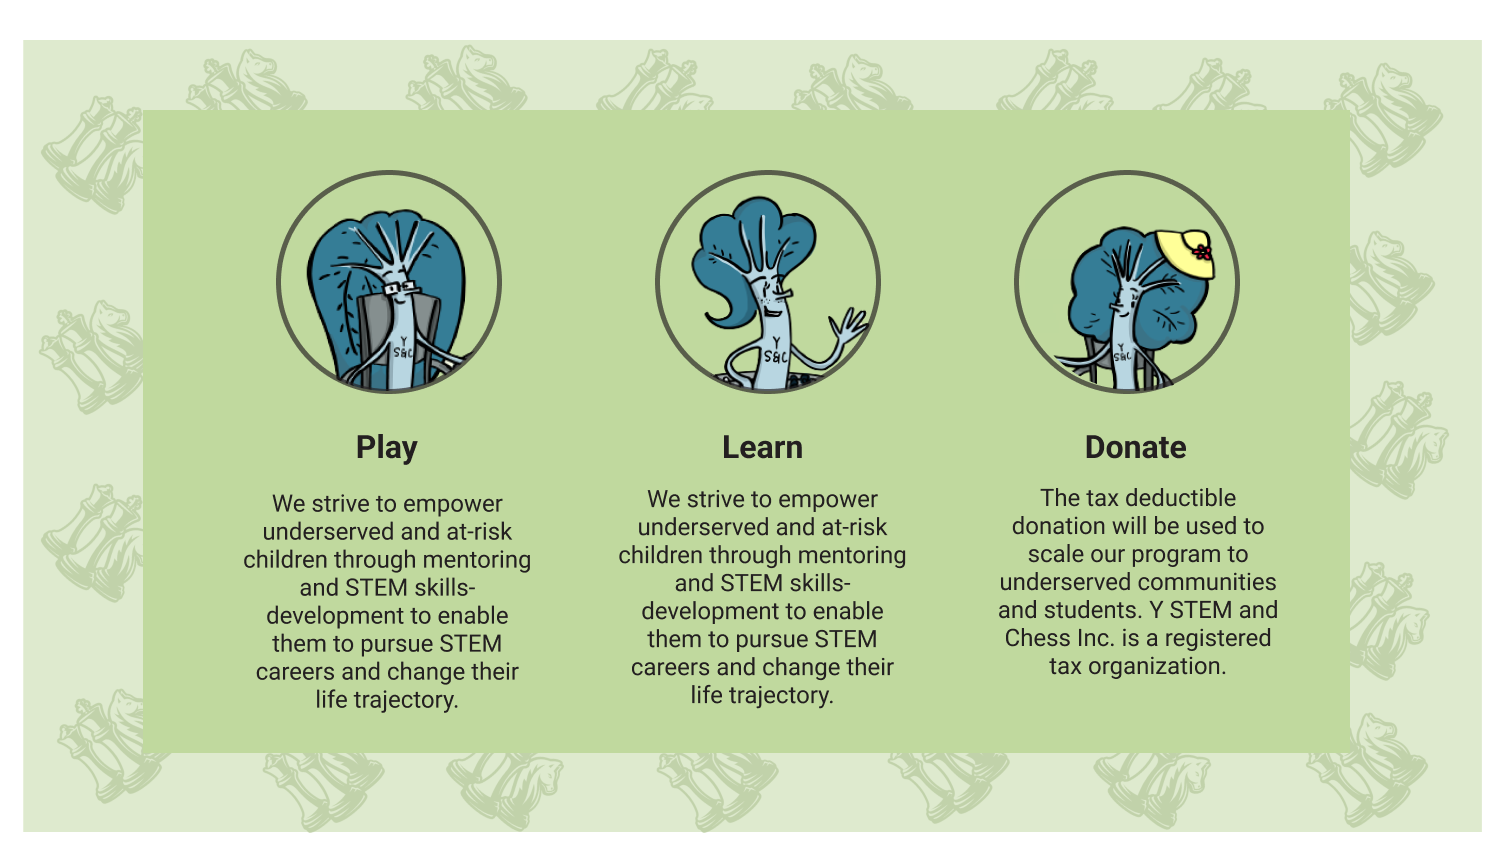 Y
S&C
Y
S&C
Y
S&C
Play
We strive to empower
underserved and at-risk
children through mentoring
and STEM skills-
development to enable
them to pursue STEM
careers and change their
life trajectory.
Learn
We strive to empower
underserved and at-risk
children through mentoring
and STEM skills-
development to enable
them to pursue STEM
careers and change their
life trajectory.
Donate
The tax deductible
donation will be used to
scale our program to
underserved communities
and students. Y STEM and
Chess Inc. is a registered
tax organization.